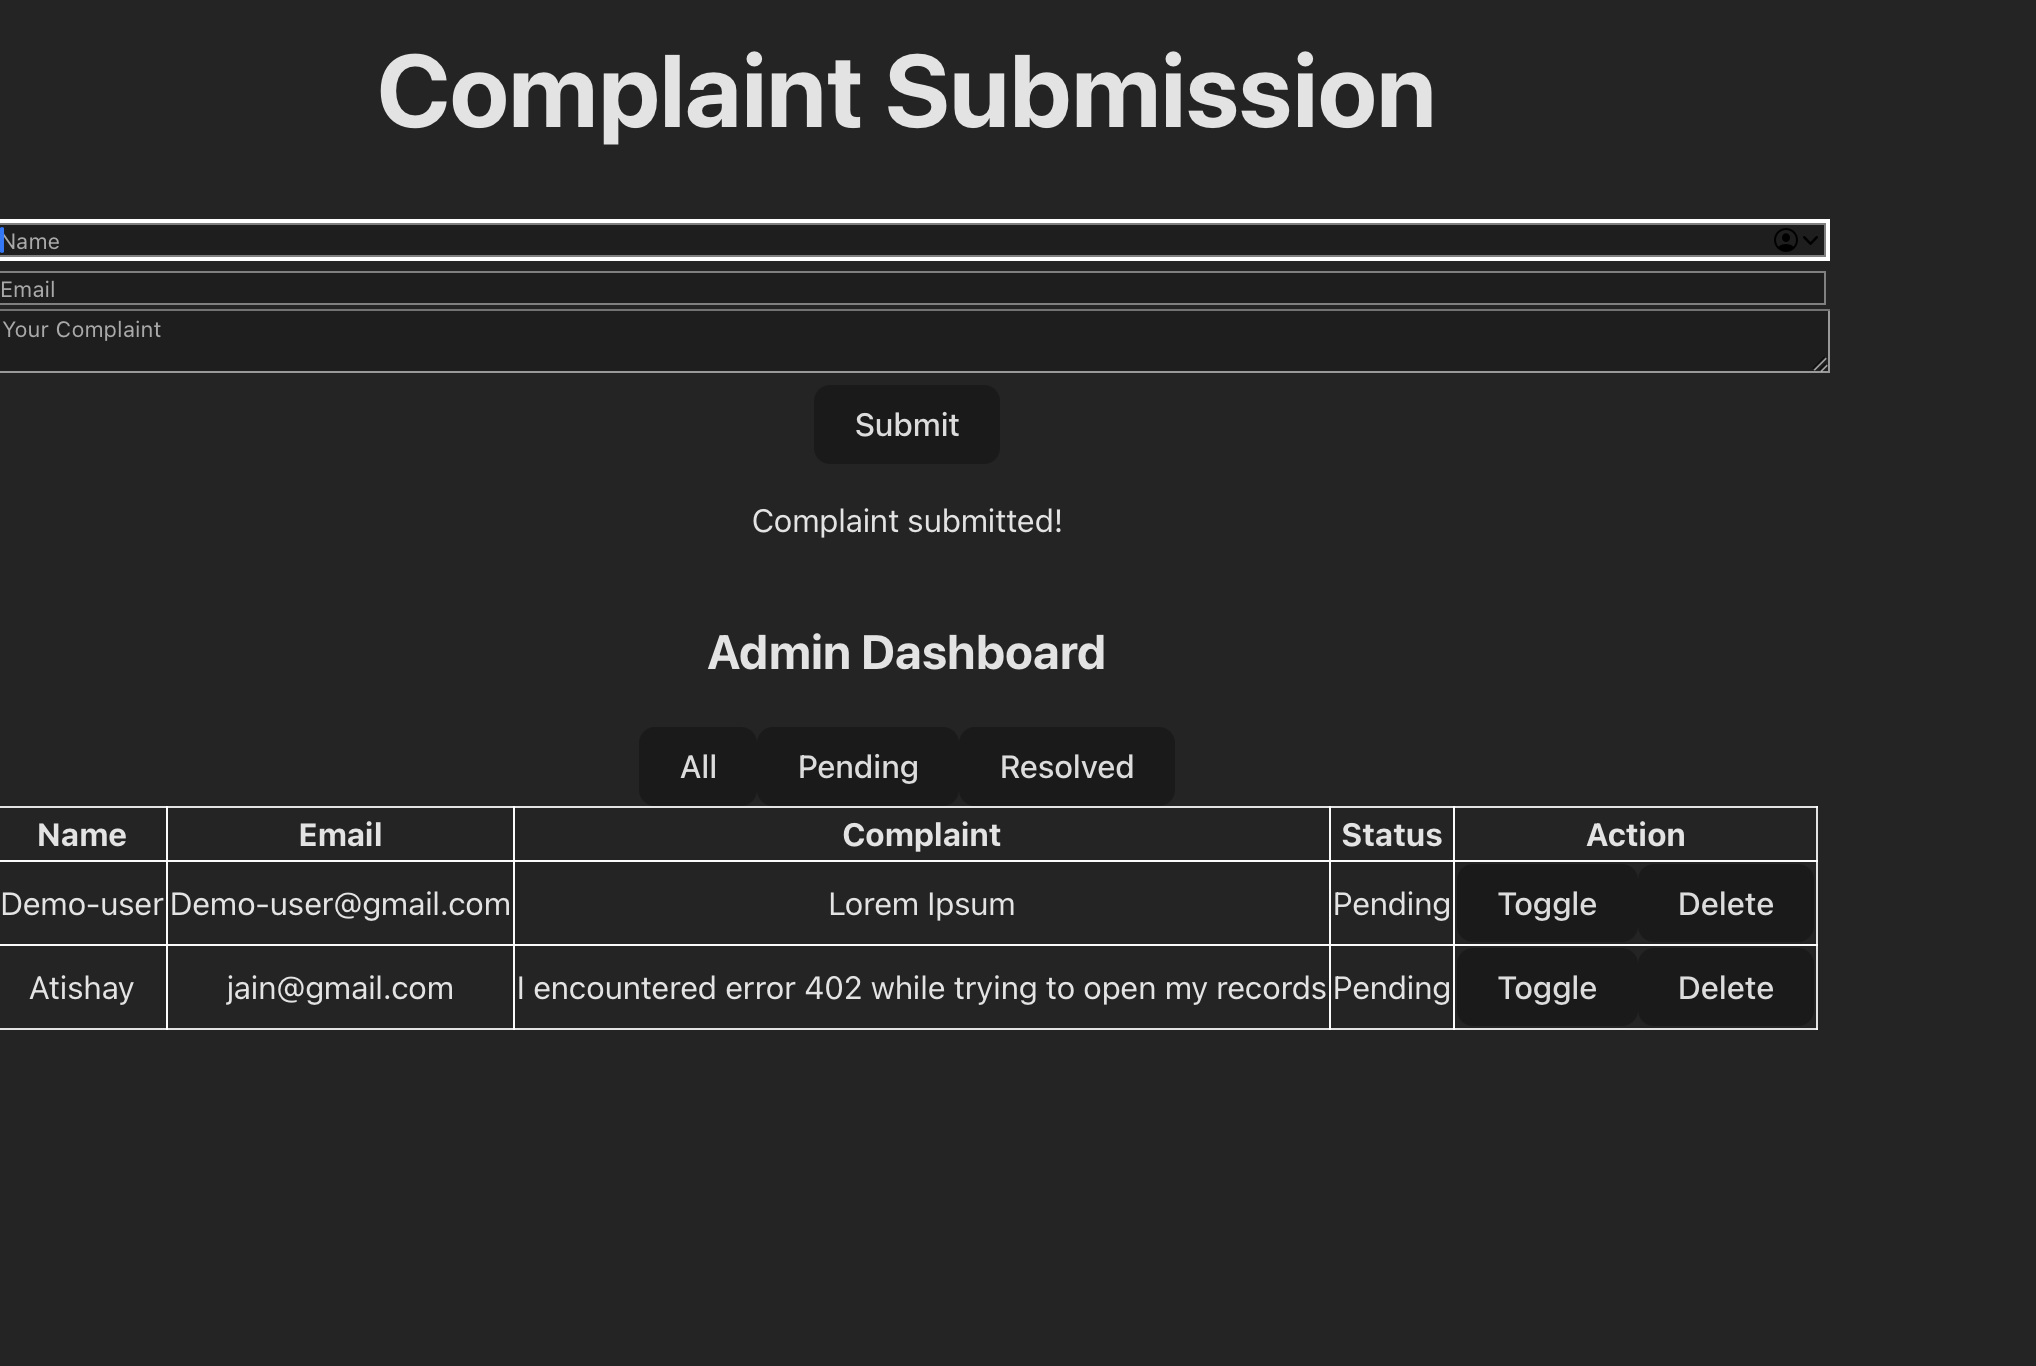 Complaint Submission
Name
Email
Your Complaint
Submit
Complaint submitted!
Admin Dashboard
All Pending Resolved
Name Email Complaint Status Action
Demo-user Demo-user@gmail.com Lorem Ipsum Pending Toggle Delete
Atishay jain@gmail.com I encountered error 402 while trying to open my records Pending Toggle Delete